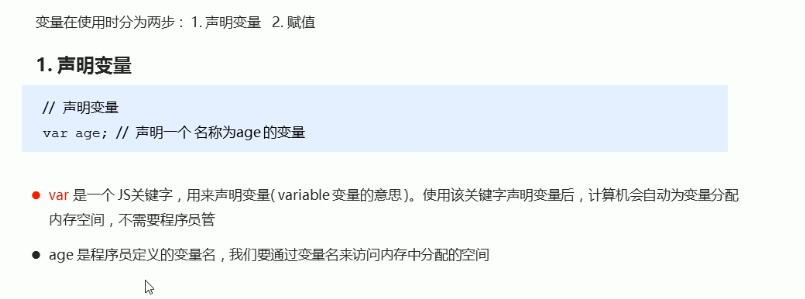 变量在使用时分为两步： 1. 声明变量 2. 赋值
1. 声明变量
// 声明变量
var age; // 声明一个 名称为age 的变量
var 是一个 JS关键字，用来声明变量( variable 变量的意思 )。使用该关键字声明变量后，计算机会自动为变量分配
内存空间，不需要程序员管
age 是程序员定义的变量名，我们要通过变量名来访问内存中分配的空间